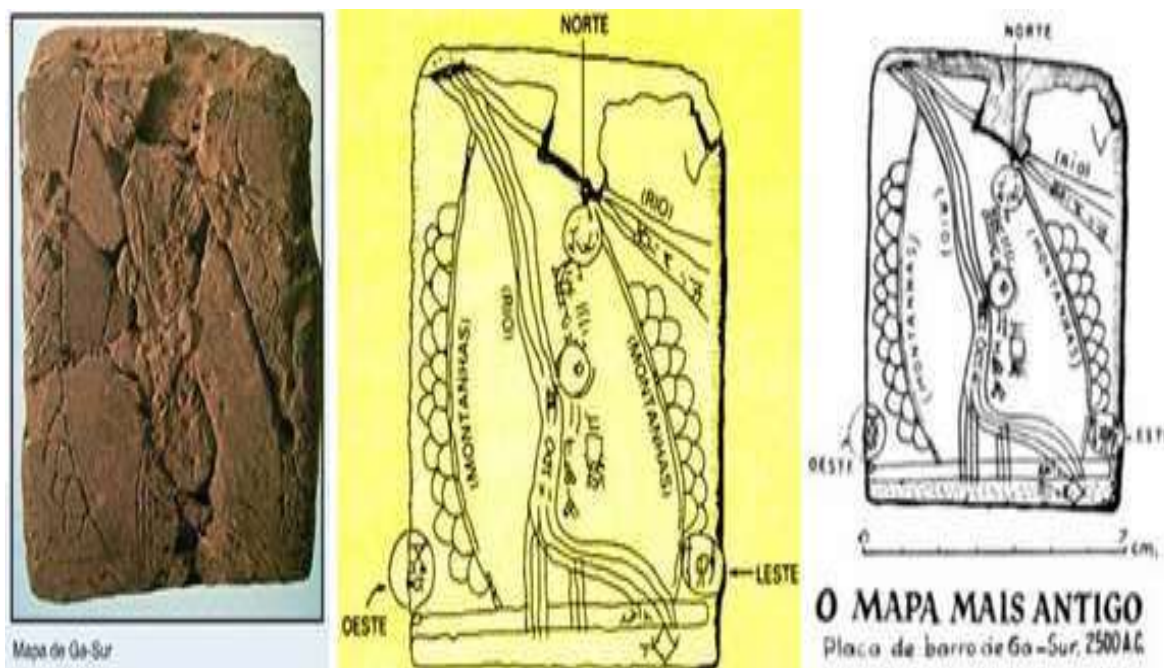 Mapa de Ga-Sur
NORTE
(RIO)
(RIO)
(MONTANHAS)
(MONTANHAS)
OESTE
LESTE
NORTE
(RIO)
(RIO)
(MONTANHAS)
(MONTANHAS)
OESTE
0
cm.
O MAPA MAIS ANTIGO
Placa de barro de Ga-Sur. 2500 A.C.